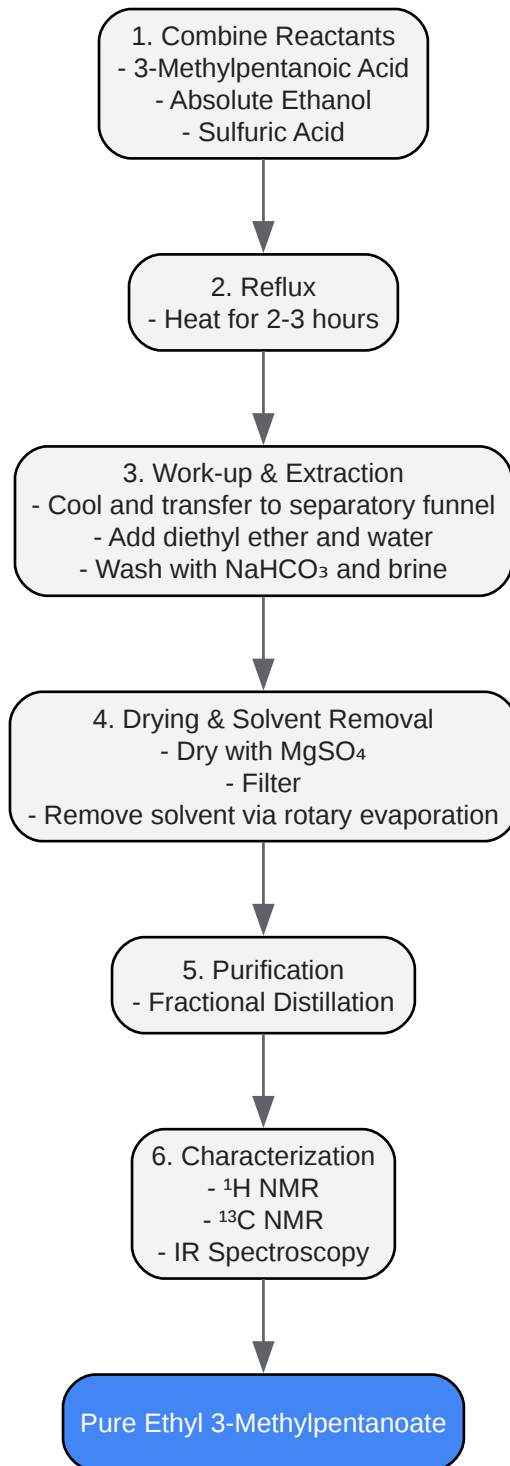 1. Combine Reactants
- 3-Methylpentanoic Acid
- Absolute Ethanol
- Sulfuric Acid
2. Reflux
- Heat for 2-3 hours
3. Work-up & Extraction
- Cool and transfer to separatory funnel
- Add diethyl ether and water
- Wash with NaHCO₃ and brine
4. Drying & Solvent Removal
- Dry with MgSO₄
- Filter
- Remove solvent via rotary evaporation
5. Purification
- Fractional Distillation
6. Characterization
- ¹H NMR
- ¹³C NMR
- IR Spectroscopy
Pure Ethyl 3-Methylpentanoate